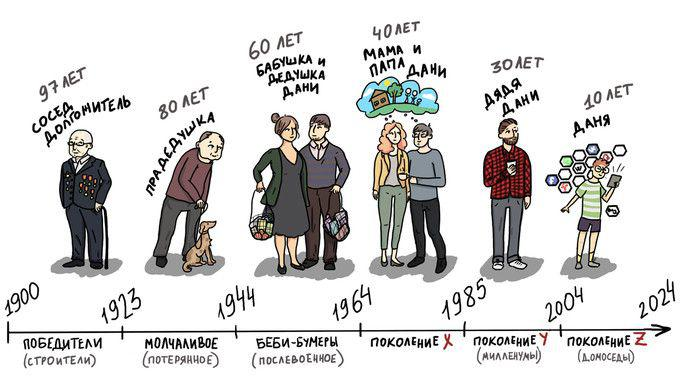 97 ЛЕТ
СОСЕД
ДОЛГОЖИТЕЛЬ
80 ЛЕТ
ПРАДЕДУШКА
60 ЛЕТ
БАБУШКА И
ДЕДУШКА
ДАНИ
40 ЛЕТ
МАМА И
ПАПА
ДАНИ
30 ЛЕТ
ДЯДЯ
ДАНИ
10 ЛЕТ
ДАНЯ
1900
1923
1944
1964
1985
2004
2024
ПОБЕДИТЕЛИ
(СТРОИТЕЛИ)
МОЛЧАЛИВОЕ
(ПОТЕРЯННОЕ)
БЕБИ-БУМЕРЫ
(ПОСЛЕВОЕННОЕ)
ПОКОЛЕНИЕ X
ПОКОЛЕНИЕ Y
(МИЛЛЕНИУМЫ)
ПОКОЛЕНИЕ Z
(ДОМОСЕДЫ)